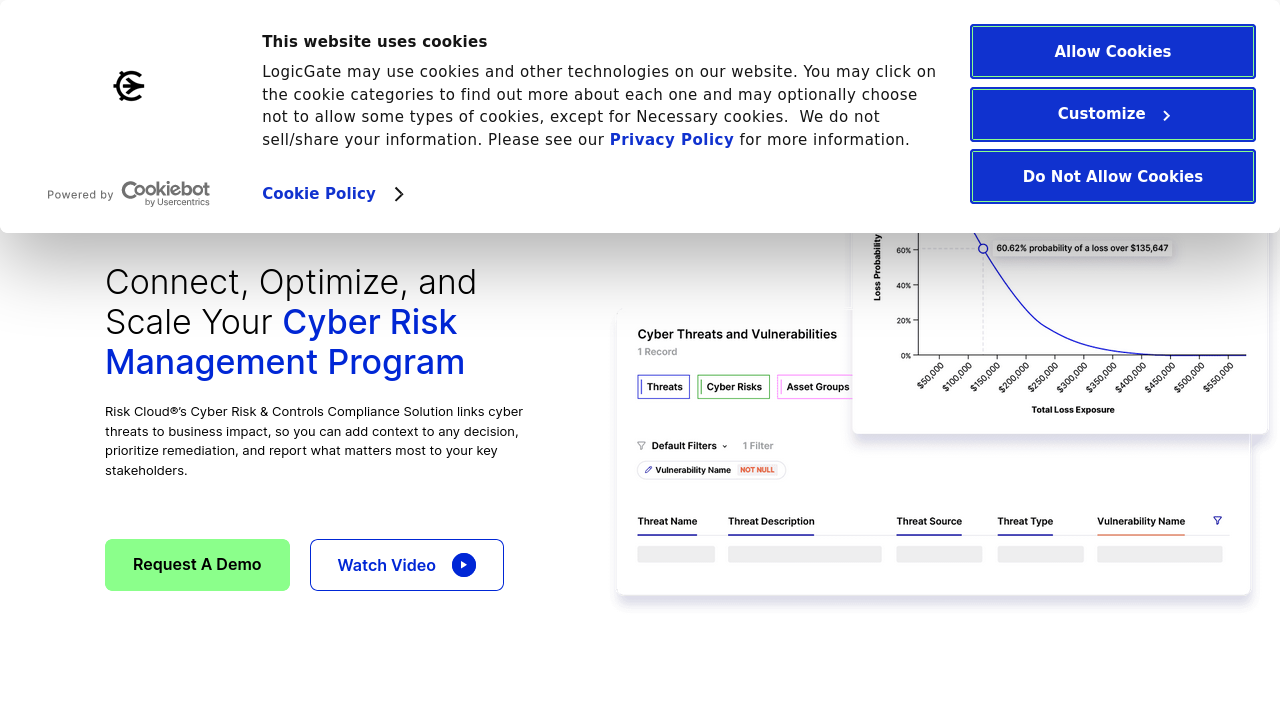 This website uses cookies
LogicGate may use cookies and other technologies on our website. You may click on
the cookie categories to find out more about each one and may optionally choose
not to allow some types of cookies, except for Necessary cookies.  We do not
sell/share your information. Please see our Privacy Policy for more information.
Cookie Policy
Powered by Cookiebot
by Usercentrics
Allow Cookies
Customize
Do Not Allow Cookies
Connect, Optimize, and
Scale Your Cyber Risk
Management Program
Risk Cloud®'s Cyber Risk & Controls Compliance Solution links cyber
threats to business impact, so you can add context to any decision,
prioritize remediation, and report what matters most to your key
stakeholders.
Request A Demo
Watch Video
Loss Probability
60%
40%
20%
0%
60.62% probability of a loss over $135,647
$50,000
$100,000
$150,000
$200,000
$250,000
$300,000
$350,000
$400,000
$450,000
$500,000
$550,000
Total Loss Exposure
Cyber Threats and Vulnerabilities
1 Record
Threats
Cyber Risks
Asset Groups
Default Filters
1 Filter
Vulnerability Name NOT NULL
Threat Name
Threat Description
Threat Source
Threat Type
Vulnerability Name